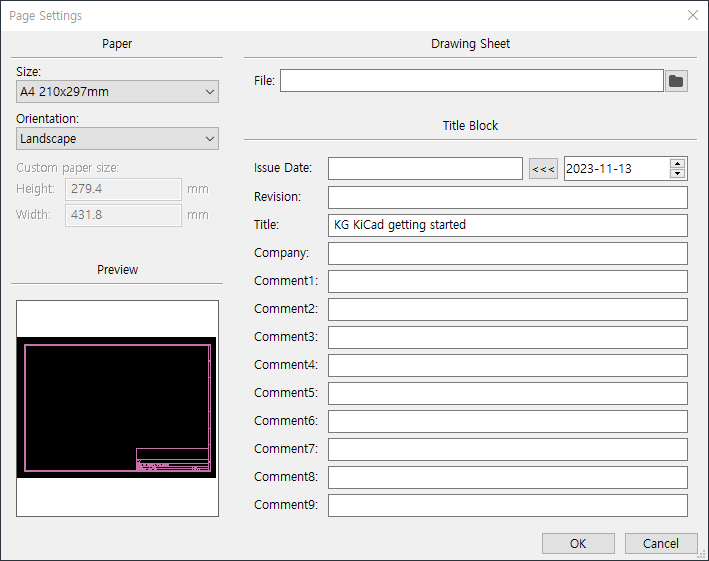 Page Settings
Paper
Size:
A4 210x297mm
Orientation:
Landscape
Custom paper size:
Height: 279.4 mm
Width: 431.8 mm
Preview
Drawing Sheet
File:
Title Block
Issue Date: <<< 2023-11-13
Revision:
Title: KG KiCad getting started
Company:
Comment1:
Comment2:
Comment3:
Comment4:
Comment5:
Comment6:
Comment7:
Comment8:
Comment9:
OK Cancel